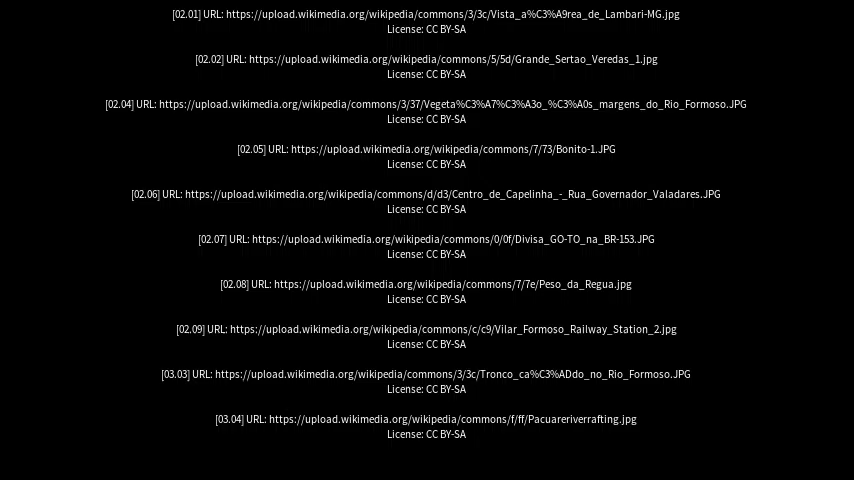 [02.01] URL: https://upload.wikimedia.org/wikipedia/commons/3/3c/Vista_a%C3%A9rea_de_Lambari-MG.jpg
License: CC BY-SA
[02.02] URL: https://upload.wikimedia.org/wikipedia/commons/5/5d/Grande_Sertao_Veredas_1.jpg
License: CC BY-SA
[02.04] URL: https://upload.wikimedia.org/wikipedia/commons/3/37/Vegeta%C3%A7%C3%A3o_%C3%A0s_margens_do_Rio_Formoso.JPG
License: CC BY-SA
[02.05] URL: https://upload.wikimedia.org/wikipedia/commons/7/73/Bonito-1.JPG
License: CC BY-SA
[02.06] URL: https://upload.wikimedia.org/wikipedia/commons/d/d3/Centro_de_Capelinha_-_Rua_Governador_Valadares.JPG
License: CC BY-SA
[02.07] URL: https://upload.wikimedia.org/wikipedia/commons/0/0f/Divisa_GO-TO_na_BR-153.JPG
License: CC BY-SA
[02.08] URL: https://upload.wikimedia.org/wikipedia/commons/7/7e/Peso_da_Regua.jpg
License: CC BY-SA
[02.09] URL: https://upload.wikimedia.org/wikipedia/commons/c/c9/Vilar_Formoso_Railway_Station_2.jpg
License: CC BY-SA
[03.03] URL: https://upload.wikimedia.org/wikipedia/commons/3/3c/Tronco_ca%C3%ADdo_no_Rio_Formoso.JPG
License: CC BY-SA
[03.04] URL: https://upload.wikimedia.org/wikipedia/commons/f/ff/Pacuareriverrafting.jpg
License: CC BY-SA